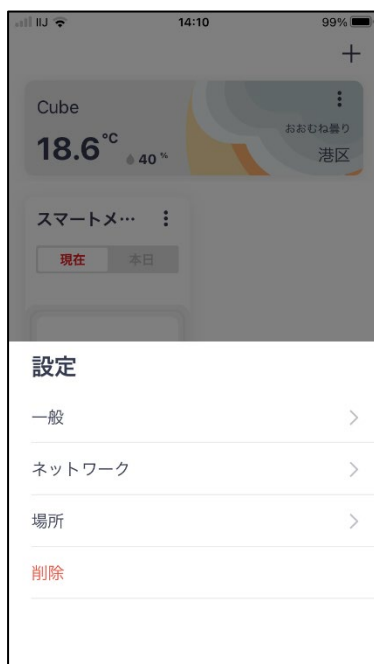 IIJ 14:10 99%
+
Cube
18.6 °C 40 %
おおむね曇り
港区
スマートメ…
現在 本日
設定
一般
ネットワーク
場所
削除